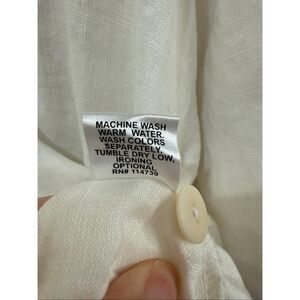 MACHINE WASH
WARM WATER.
WASH COLORS
SEPARATELY,
TUMBLE DRY LOW,
IRONING
OPTIONAL
RN# 114739